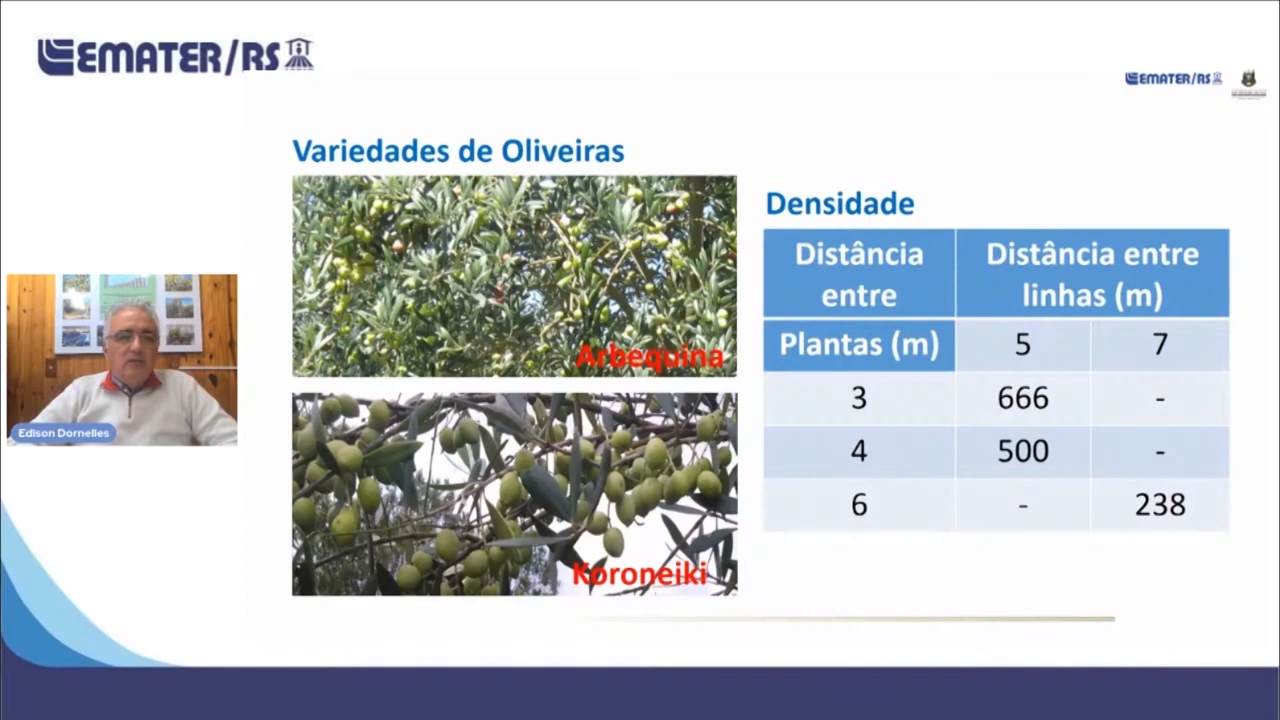 EMATER/RS
EMATER/RS
Variedades de Oliveiras
Arbequina
Koroneiki
Edison Dornelles
Densidade
Distância entre
Distância entre linhas (m)
Plantas (m) 5 7
3 666 -
4 500 -
6 - 238